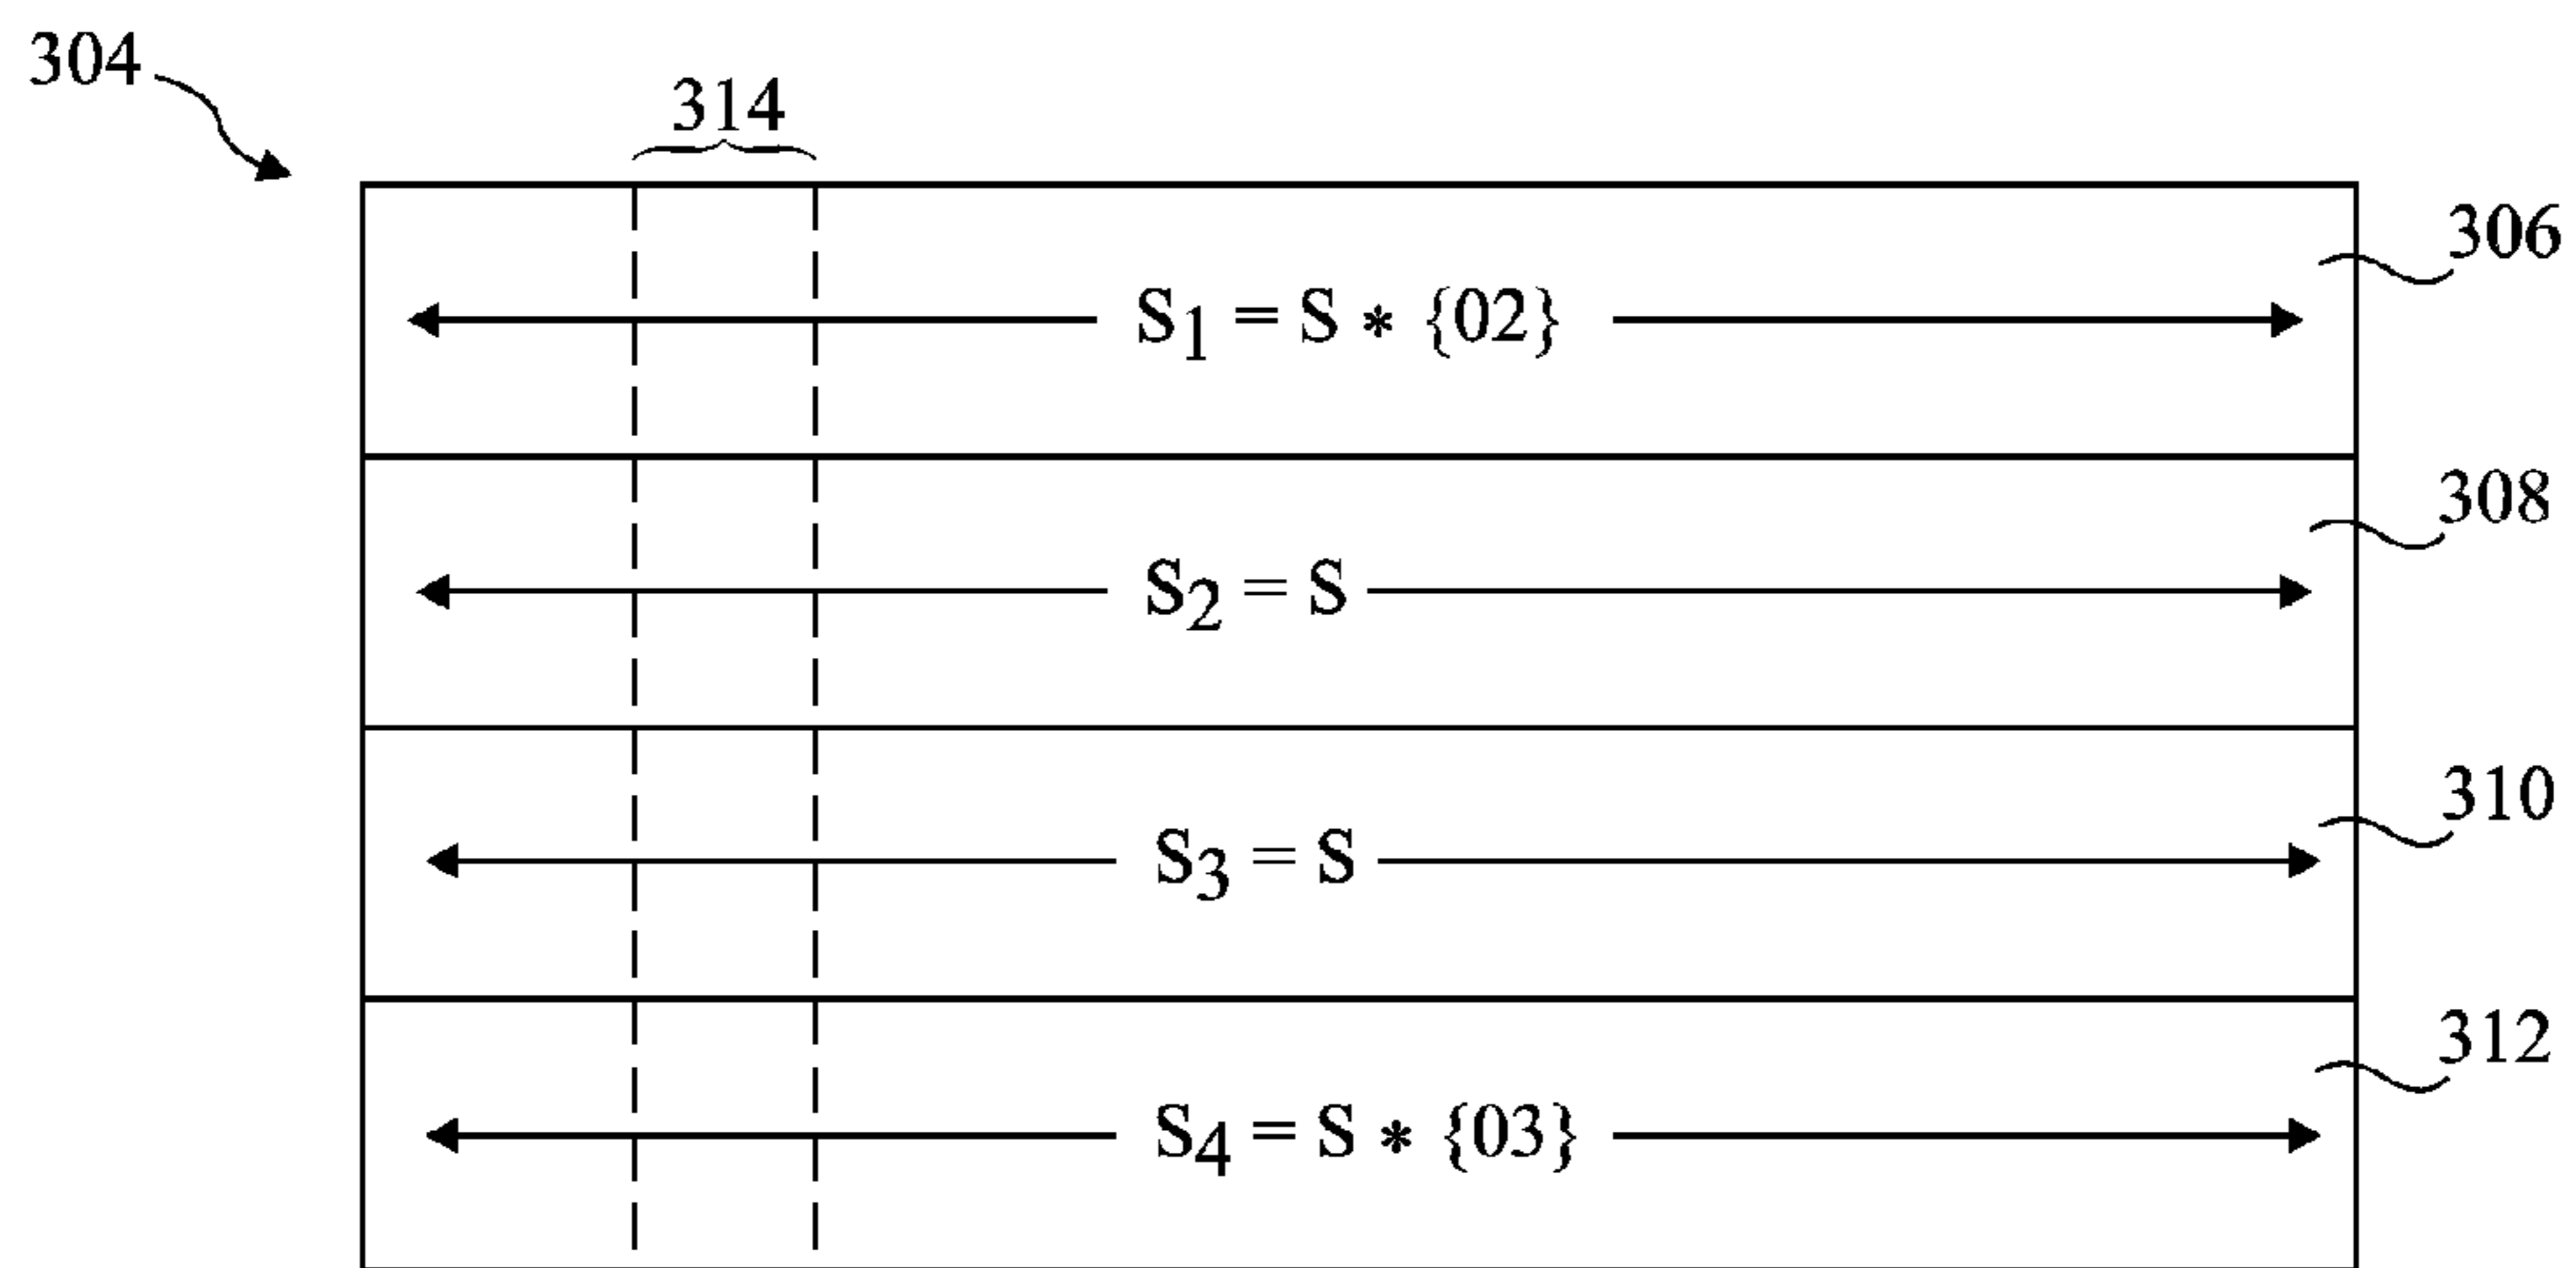 304
314
306
S1 = S * {02}
308
S2 = S
310
S3 = S
312
S4 = S * {03}